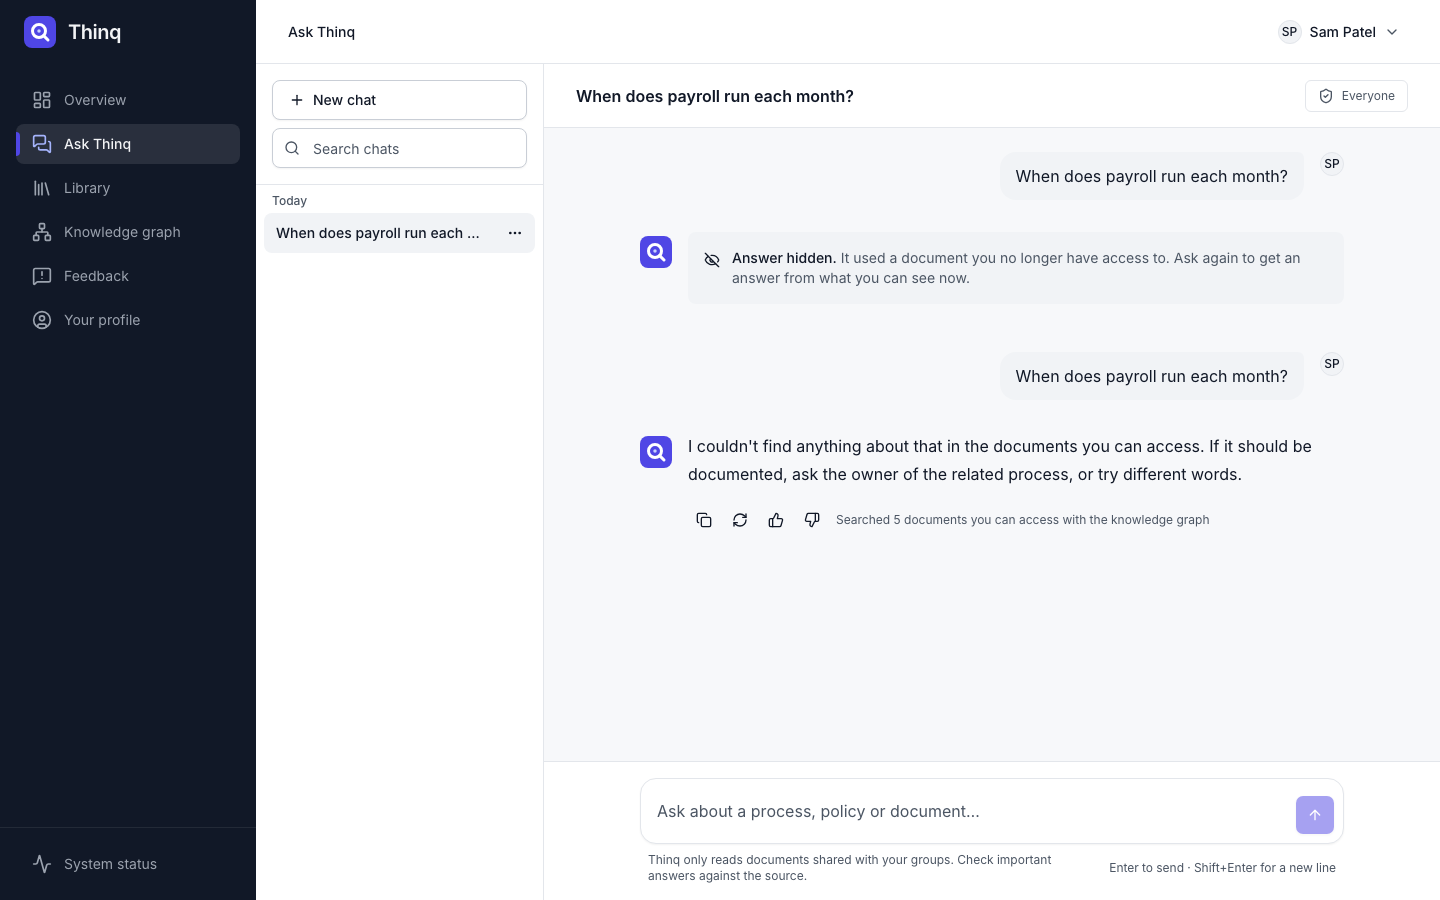 Thinq
Ask Thinq
SP Sam Patel
Overview
Ask Thinq
Library
Knowledge graph
Feedback
Your profile
System status
New chat
Search chats
Today
When does payroll run each ...
When does payroll run each month?
Everyone
When does payroll run each month?
SP
Answer hidden. It used a document you no longer have access to. Ask again to get an
answer from what you can see now.
When does payroll run each month?
SP
I couldn't find anything about that in the documents you can access. If it should be
documented, ask the owner of the related process, or try different words.
Searched 5 documents you can access with the knowledge graph
Ask about a process, policy or document...
Thinq only reads documents shared with your groups. Check important
answers against the source.
Enter to send · Shift+Enter for a new line